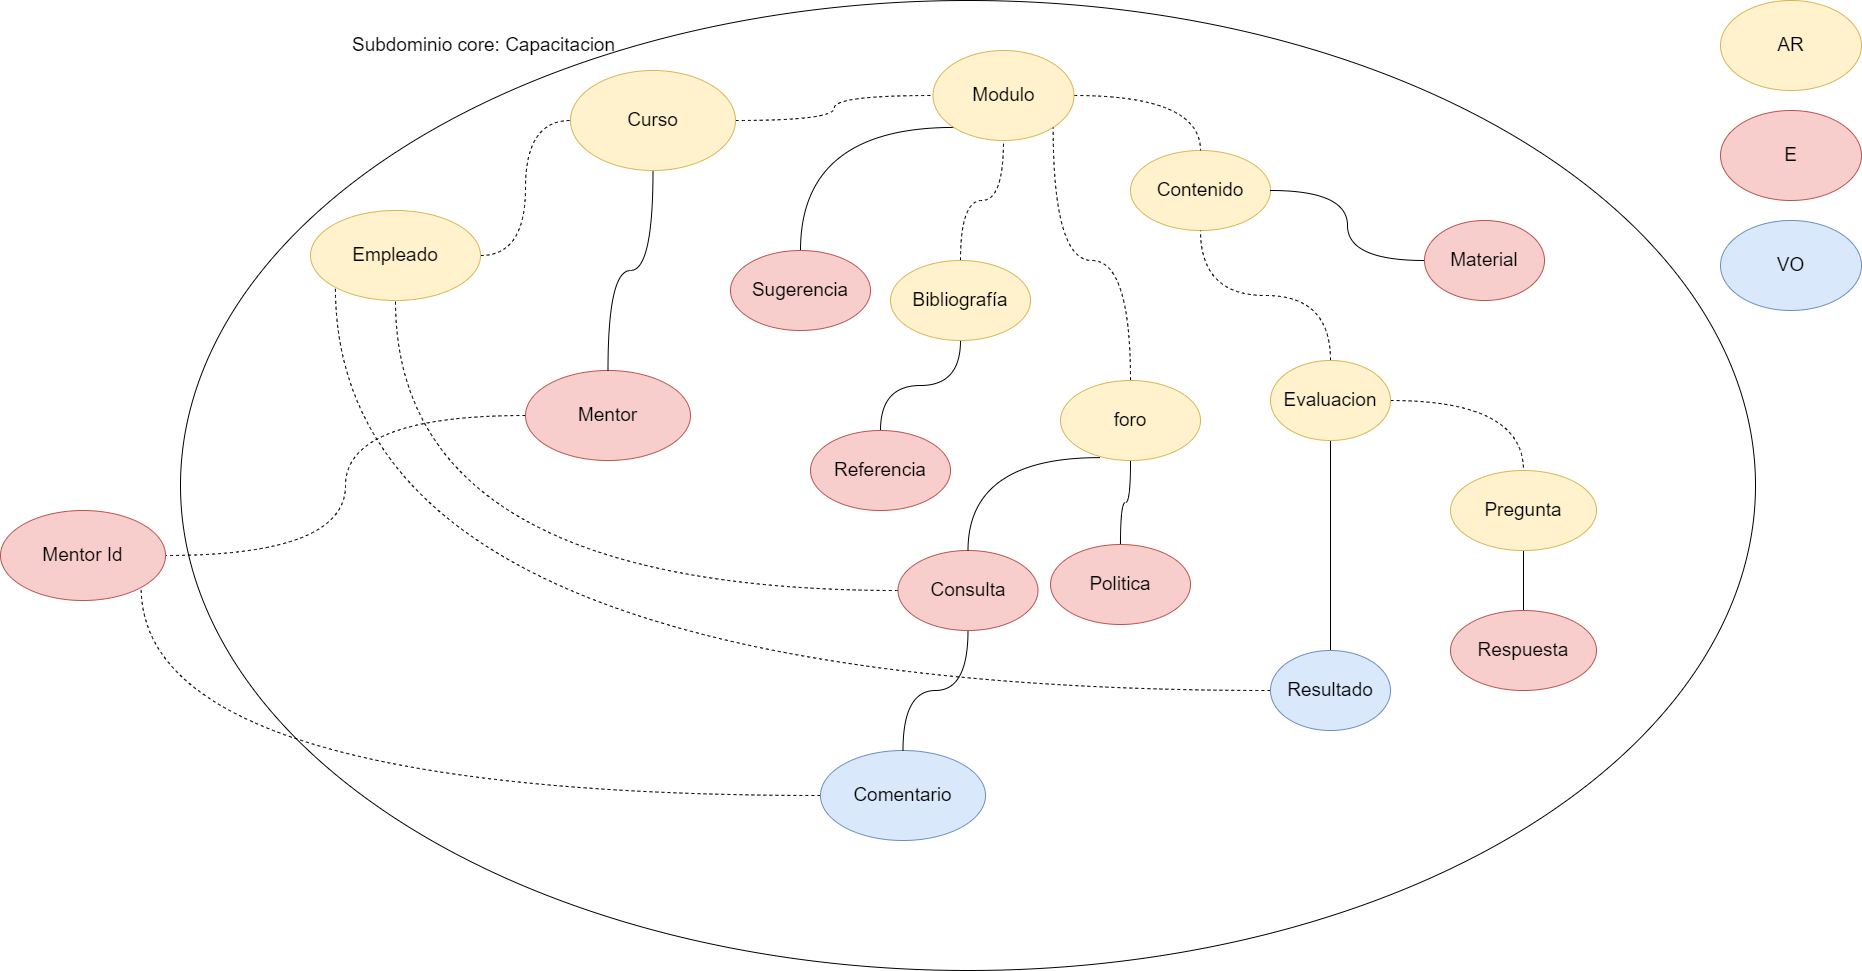 Subdominio core: Capacitacion
AR
Modulo
Curso
E
Contenido
Empleado
Material
VO
Sugerencia
Bibliografía
Evaluacion
Mentor
foro
Referencia
Pregunta
Mentor Id
Consulta
Politica
Respuesta
Resultado
Comentario